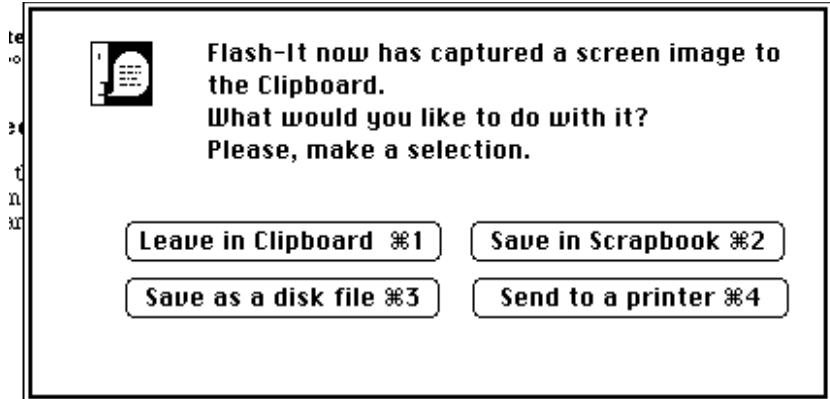 Flash-It now has captured a screen image to
the Clipboard.
What would you like to do with it?
Please, make a selection.
Leave in Clipboard ⌘1
Save in Scrapbook ⌘2
Save as a disk file ⌘3
Send to a printer ⌘4